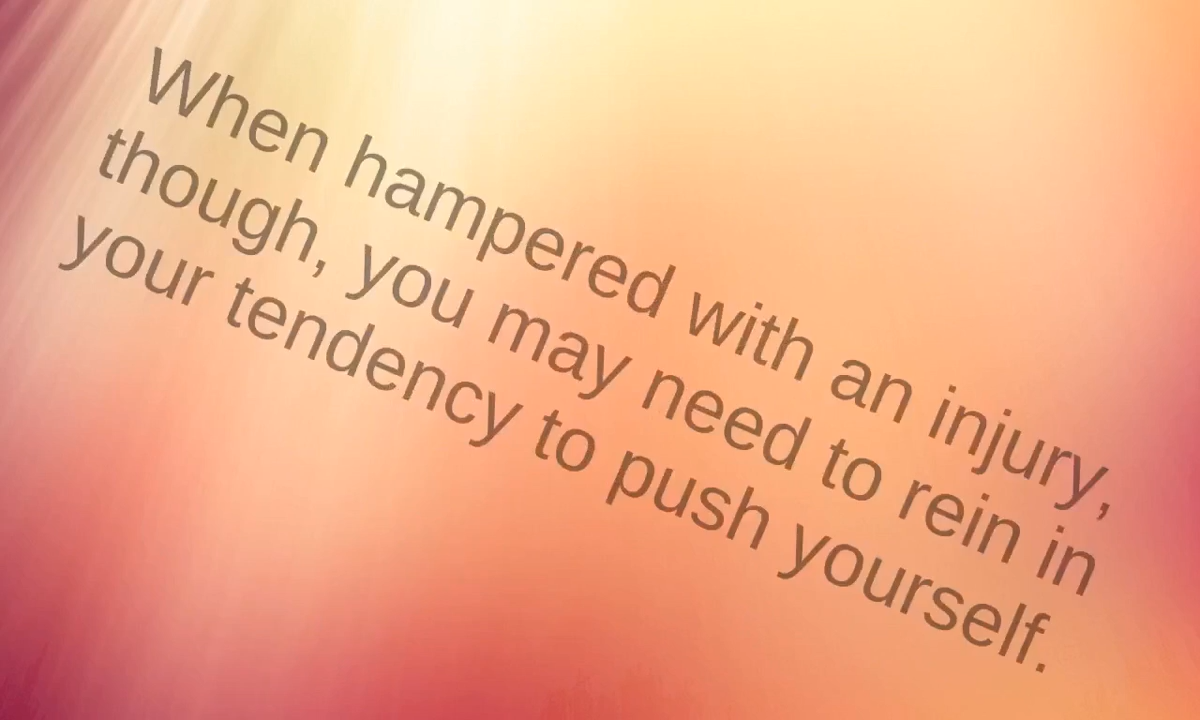 When hampered with an injury,
though, you may need to rein in
your tendency to push yourself.